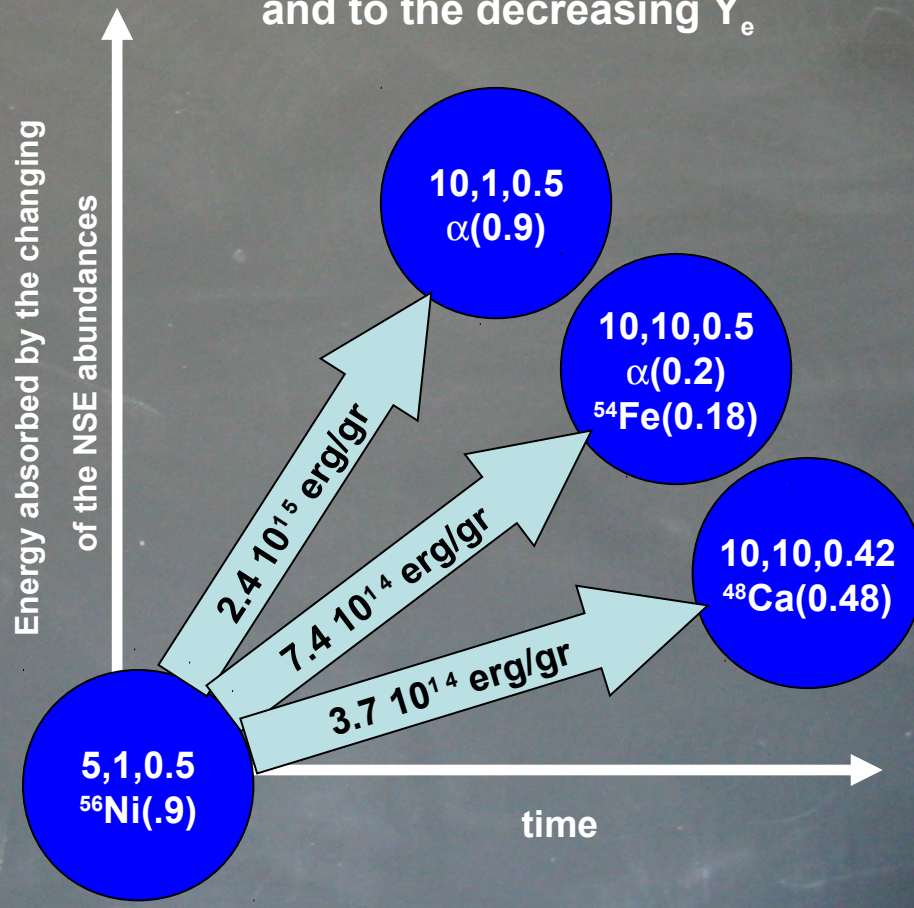 and to the decreasing Yₑ
Energy absorbed by the changing
of the NSE abundances
10,1,0.5
α(0.9)
10,10,0.5
α(0.2)
⁵⁴Fe(0.18)
10,10,0.42
⁴⁸Ca(0.48)
2.4 10¹⁵ erg/gr
7.4 10¹⁴ erg/gr
3.7 10¹⁴ erg/gr
5,1,0.5
⁵⁶Ni(.9)
time